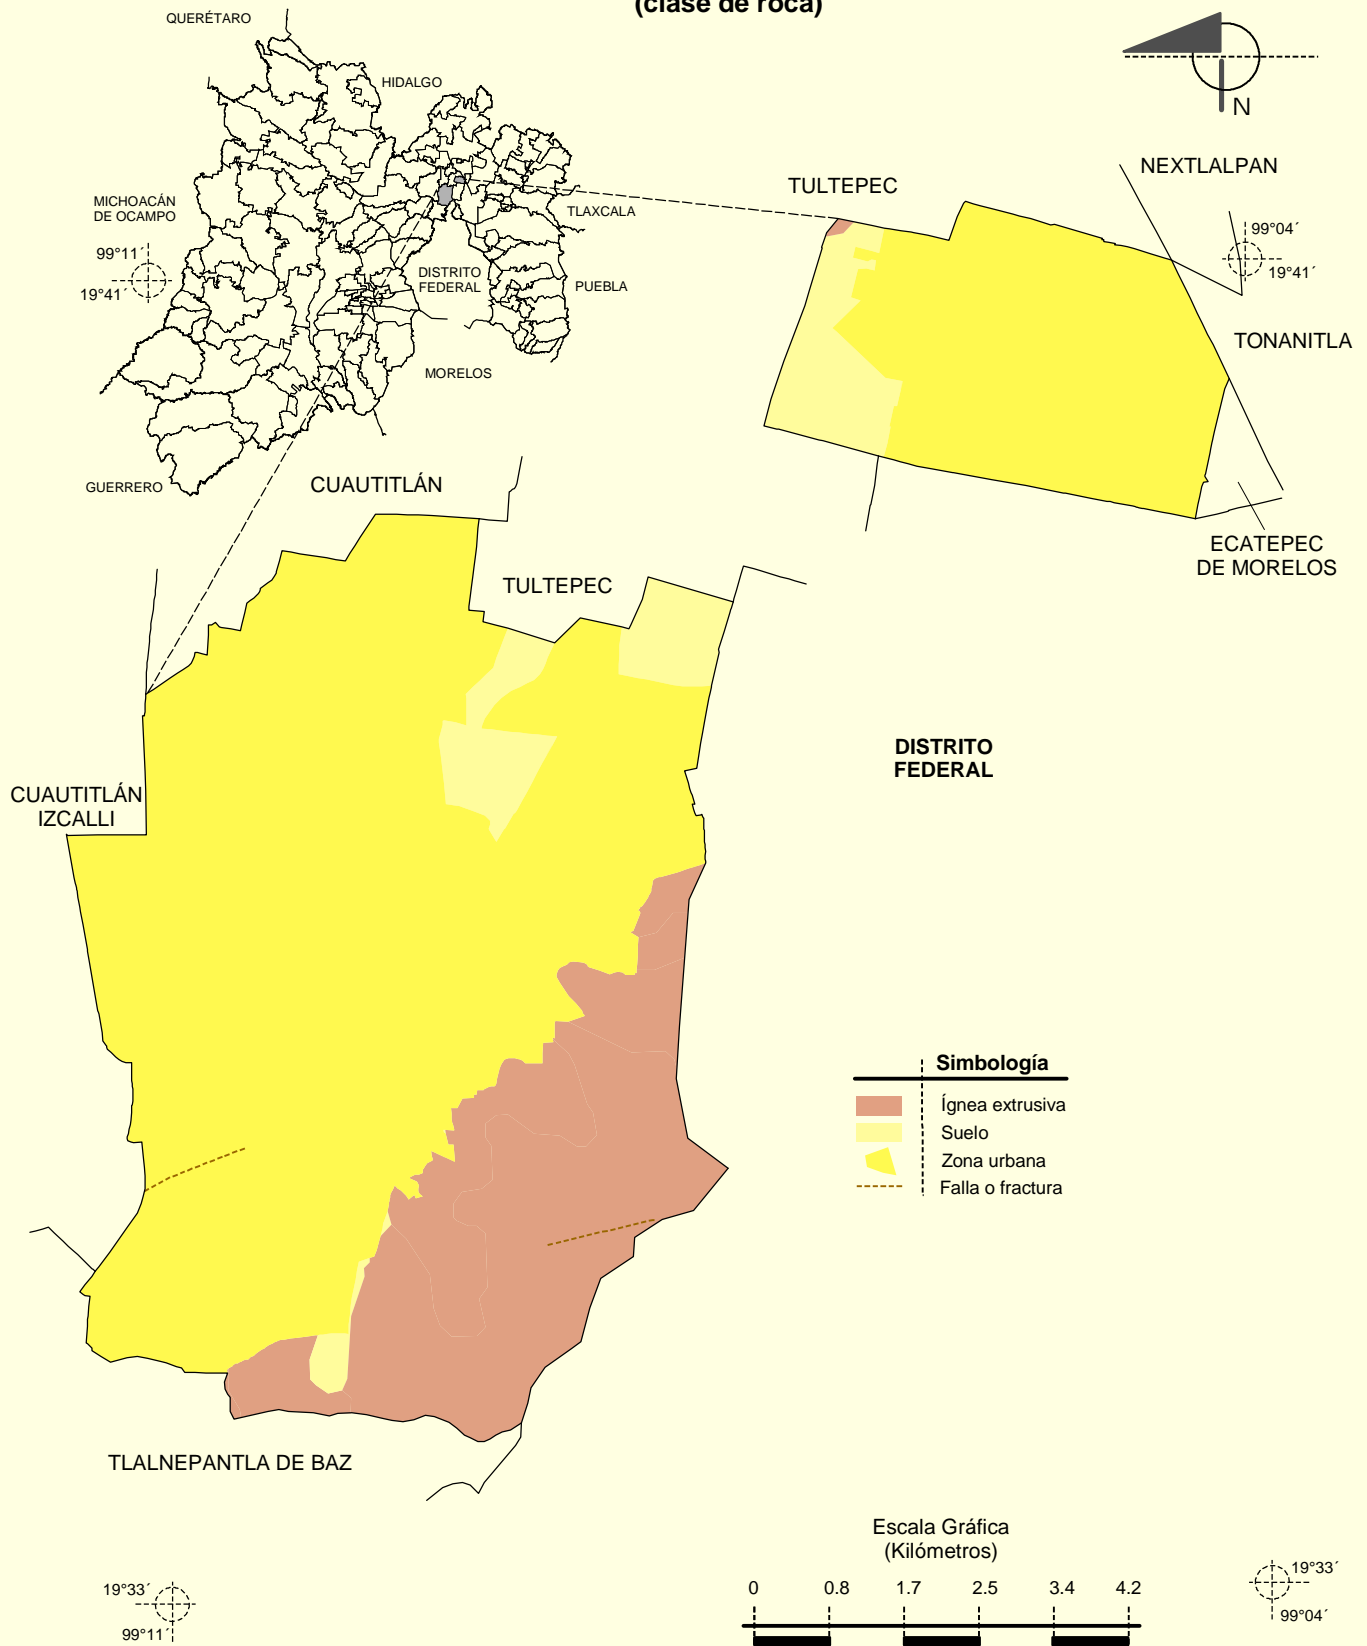 (clase de roca)
QUERÉTARO
HIDALGO
N
NEXTLALPAN
TULTEPEC
MICHOACÁN
DE OCAMPO
TLAXCALA
99°04´
19°41´
99°11´
19°41´
DISTRITO
FEDERAL
PUEBLA
TONANITLA
MORELOS
GUERRERO
CUAUTITLÁN
ECATEPEC
DE MORELOS
TULTEPEC
DISTRITO
FEDERAL
CUAUTITLÁN
IZCALLI
Simbología
Ígnea extrusiva
Suelo
Zona urbana
Falla o fractura
TLALNEPANTLA DE BAZ
Escala Gráfica
(Kilómetros)
0 0.8 1.7 2.5 3.4 4.2
19°33´
99°11´
19°33´
99°04´